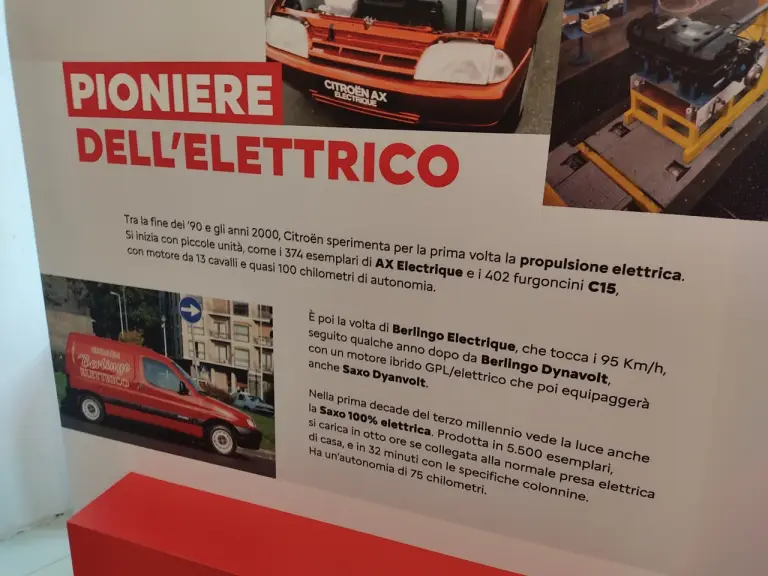 CITROËN AX
ELECTRIQUE
PIONIERE
DELL'ELETTRICO
Tra la fine dei '90 e gli anni 2000, Citroën sperimenta per la prima volta la propulsione elettrica.
Si inizia con piccole unità, come i 374 esemplari di AX Electrique e i 402 furgoncini C15,
con motore da 13 cavalli e quasi 100 chilometri di autonomia.
CITROËN
Berlingo
ELETTRICO
È poi la volta di Berlingo Electrique, che tocca i 95 Km/h,
seguito qualche anno dopo da Berlingo Dynavolt,
con un motore ibrido GPL/elettrico che poi equipaggerà
anche Saxo Dyanvolt.
Nella prima decade del terzo millennio vede la luce anche
la Saxo 100% elettrica. Prodotta in 5.500 esemplari,
si carica in otto ore se collegata alla normale presa elettrica
di casa, e in 32 minuti con le specifiche colonnine.
Ha un'autonomia di 75 chilometri.